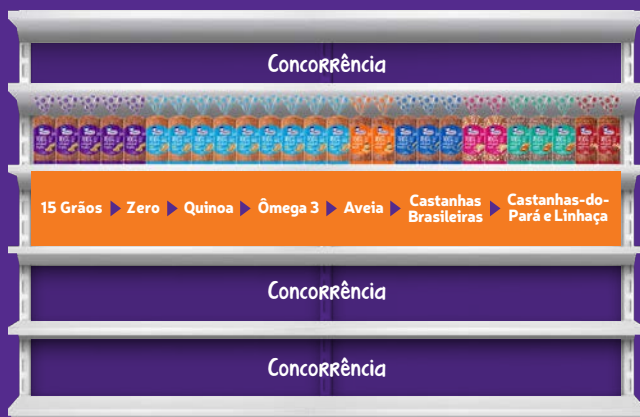 Concorrência
15 Grãos ▶ Zero ▶ Quinoa ▶ Ômega 3 ▶ Aveia ▶ Castanhas Brasileiras ▶ Castanhas-do-Pará e Linhaça
Concorrência
Concorrência